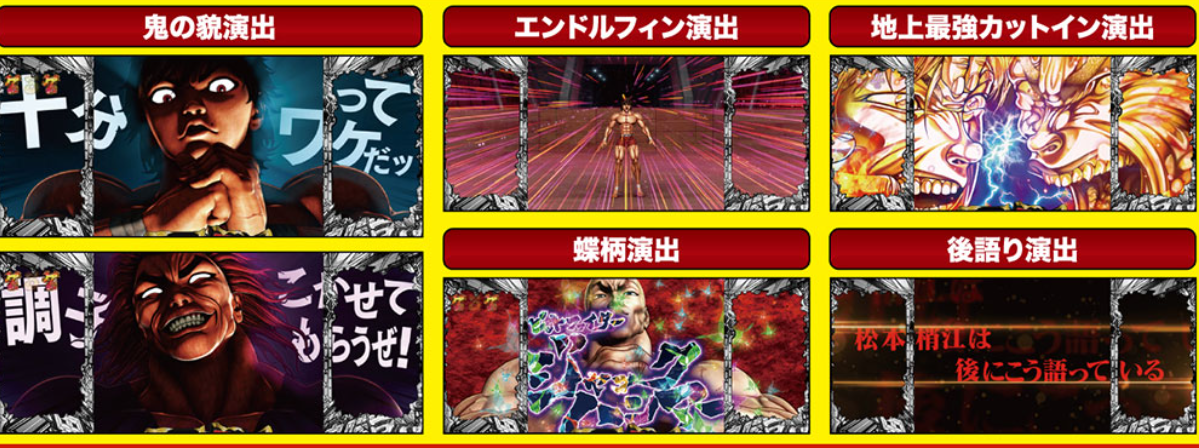 鬼の貌演出
エンドルフィン演出
地上最強カットイン演出
十分
って
ワケだッ
蝶柄演出
後語り演出
こかせて
もらうぜ!
松本梢江は
後にこう語っている